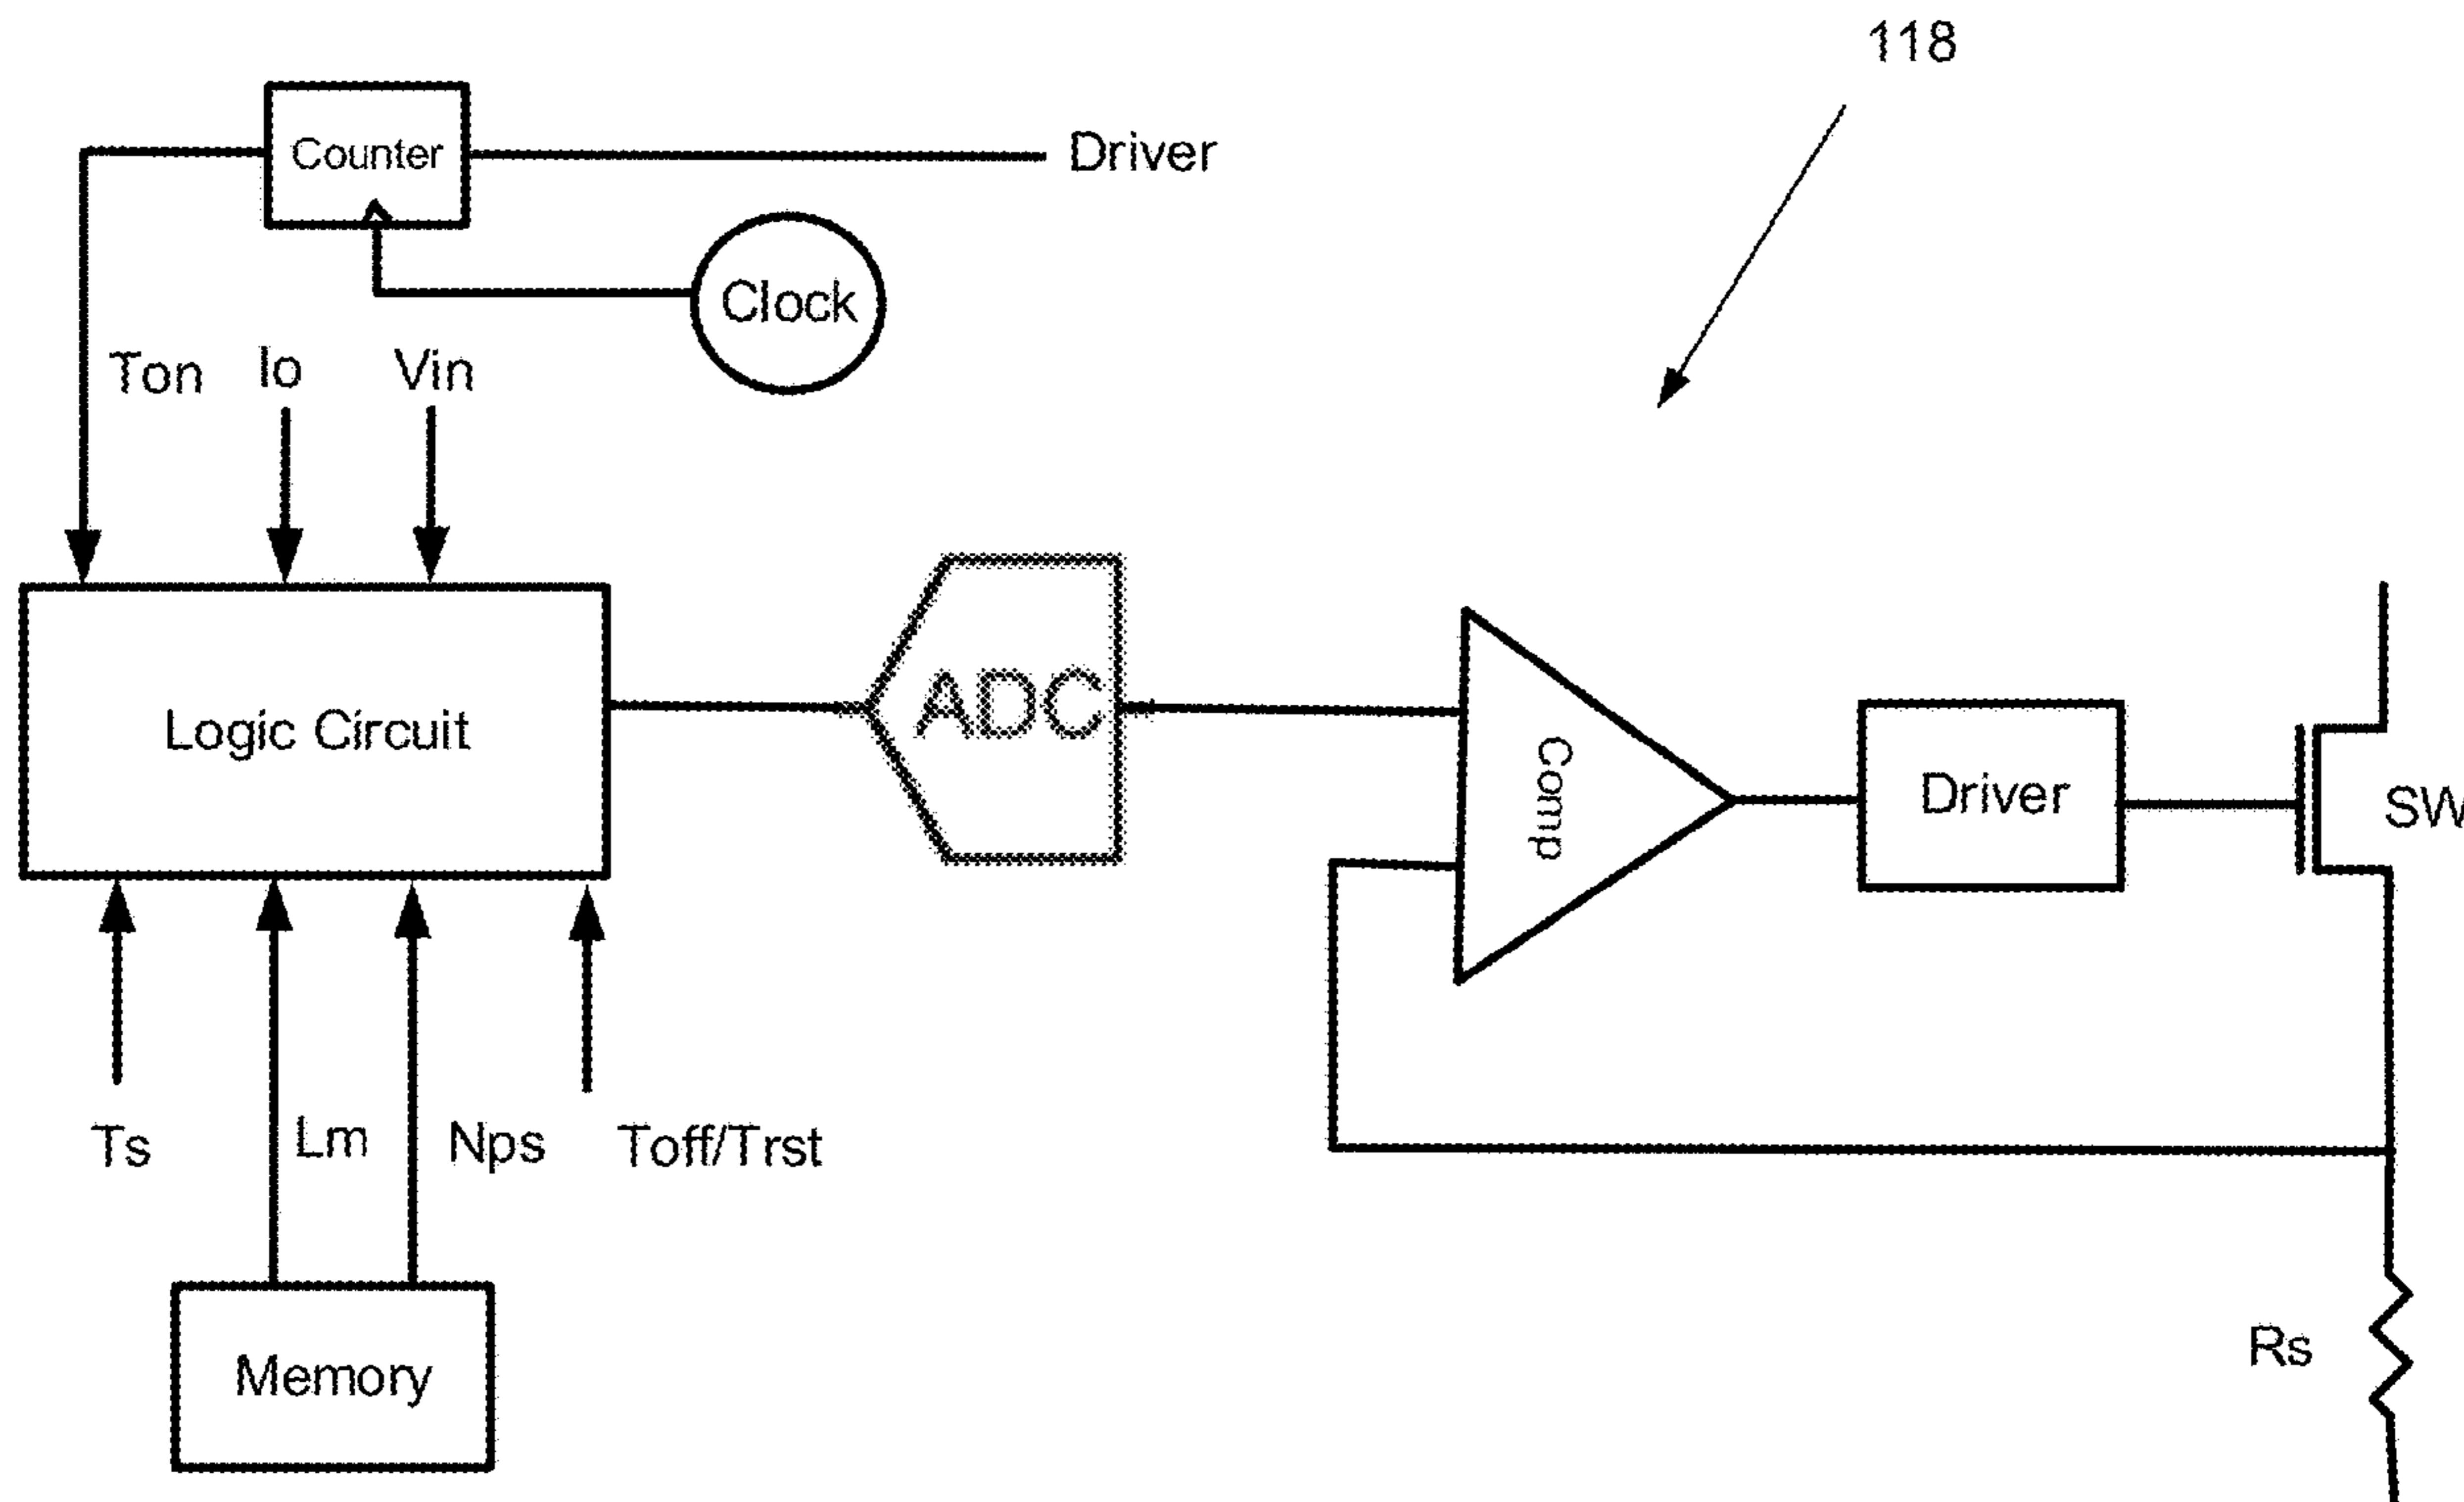 118
Counter
Driver
Clock
Ton
Io
Vin
Logic Circuit
ADC
Comp
Driver
SW
Ts
Lm
Nps
Toff/Trst
Memory
Rs